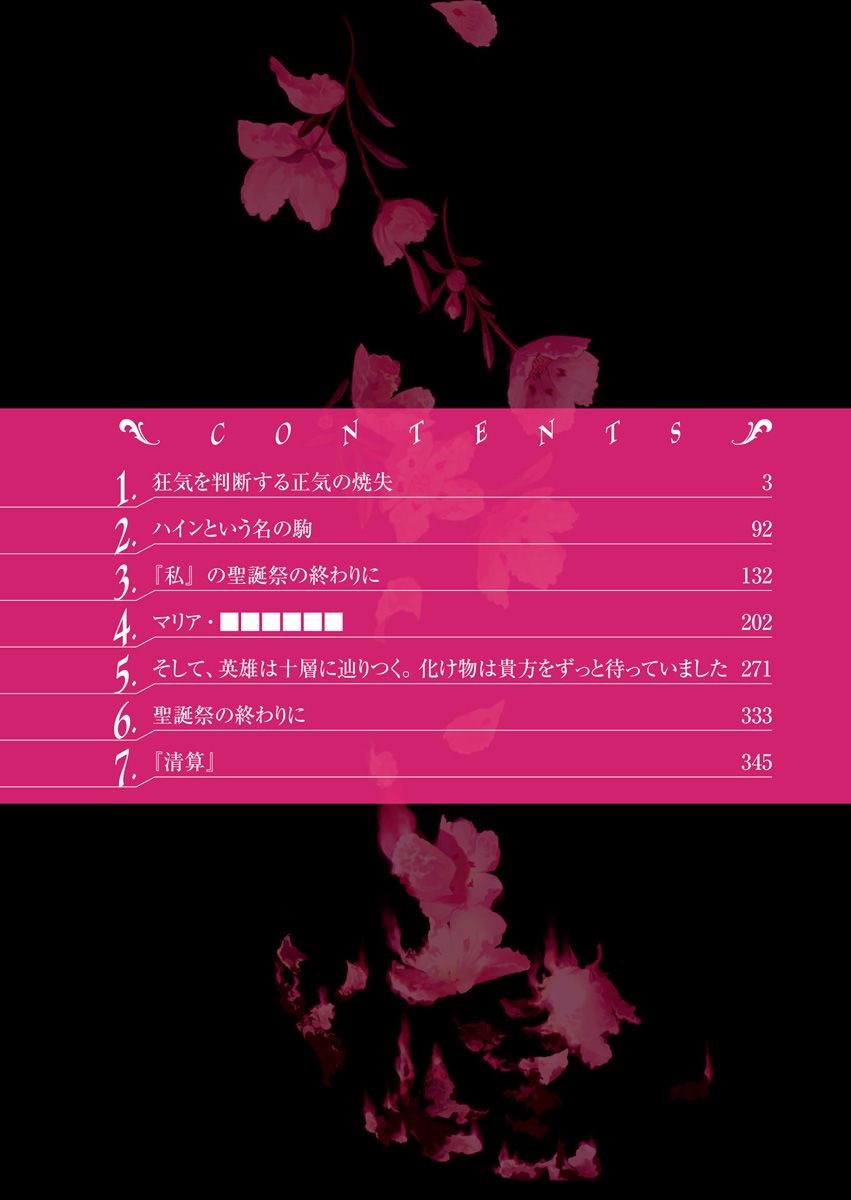 CONTENTS
1. 狂気を判断する正気の焼失 3
2. ハインという名の駒 92
3. 『私』の聖誕祭の終わりに 132
4. マリア・■■■■■■ 202
5. そして、英雄は十層に辿りつく。化け物は貴方をずっと待っていました 271
6. 聖誕祭の終わりに 333
7. 『清算』 345